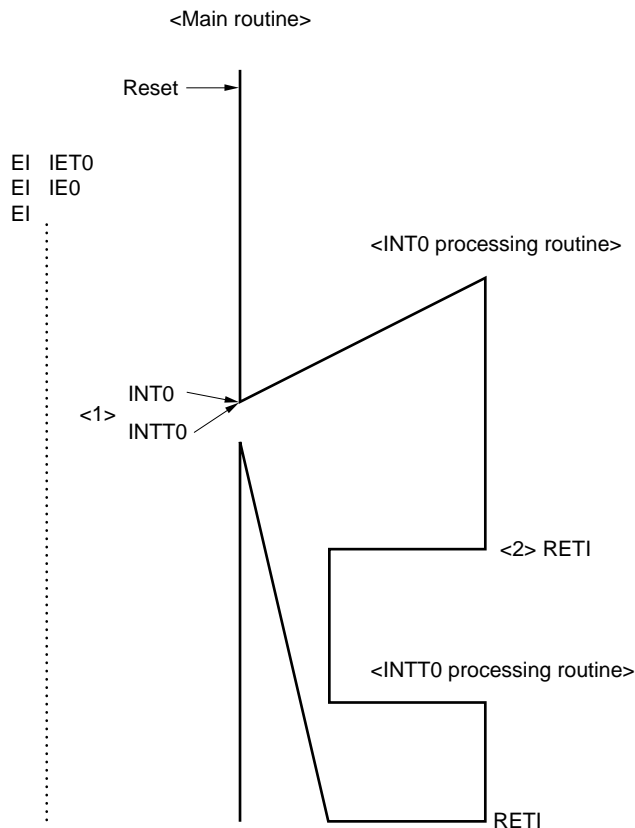 <Main routine>
Reset
EI IET0
EI IE0
EI
<INT0 processing routine>
INT0
<1>
INTT0
<2> RETI
<INTT0 processing routine>
RETI